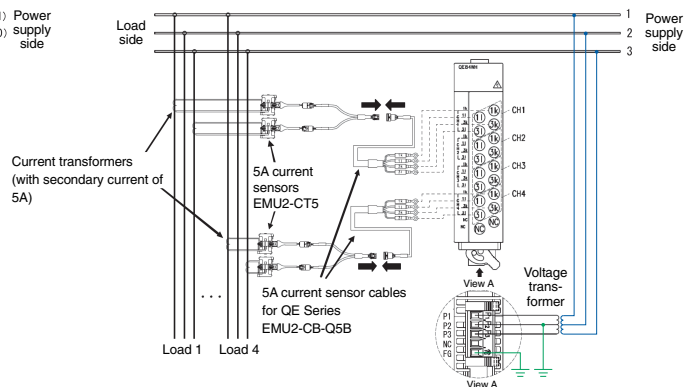 Power
supply
side
Load
side
1
2
3
Power
supply
side
QE84WH
CH1
CH2
CH3
CH4
1k
1l
3k
3l
NC
Current transformers
(with secondary current of
5A)
5A current
sensors
EMU2-CT5
5A current sensor cables
for QE Series
EMU2-CB-Q5B
View A
Voltage
trans-
former
P1
P2
P3
NC
FG
View A
. . .
Load 1 Load 4